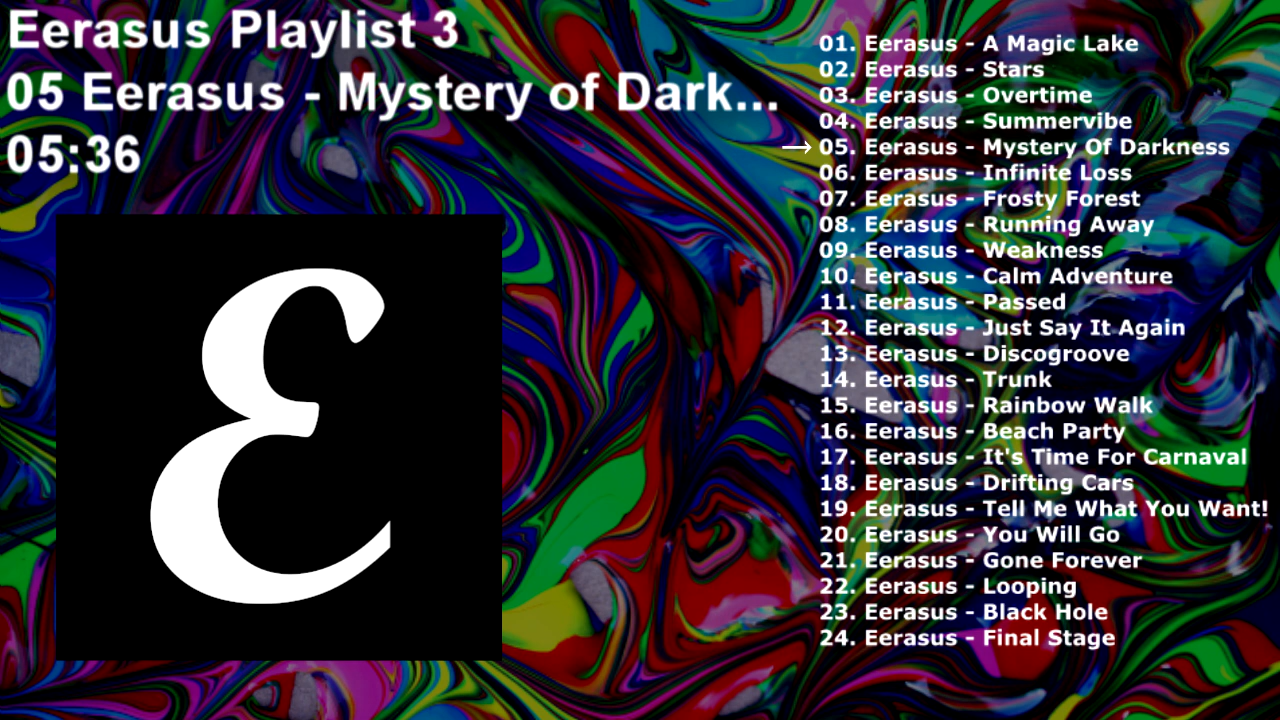 Eerasus Playlist 3
05 Eerasus - Mystery of Dark...
05:36
ε
01. Eerasus - A Magic Lake
02. Eerasus - Stars
03. Eerasus - Overtime
04. Eerasus - Summervibe
→ 05. Eerasus - Mystery Of Darkness
06. Eerasus - Infinite Loss
07. Eerasus - Frosty Forest
08. Eerasus - Running Away
09. Eerasus - Weakness
10. Eerasus - Calm Adventure
11. Eerasus - Passed
12. Eerasus - Just Say It Again
13. Eerasus - Discogroove
14. Eerasus - Trunk
15. Eerasus - Rainbow Walk
16. Eerasus - Beach Party
17. Eerasus - It's Time For Carnaval
18. Eerasus - Drifting Cars
19. Eerasus - Tell Me What You Want!
20. Eerasus - You Will Go
21. Eerasus - Gone Forever
22. Eerasus - Looping
23. Eerasus - Black Hole
24. Eerasus - Final Stage